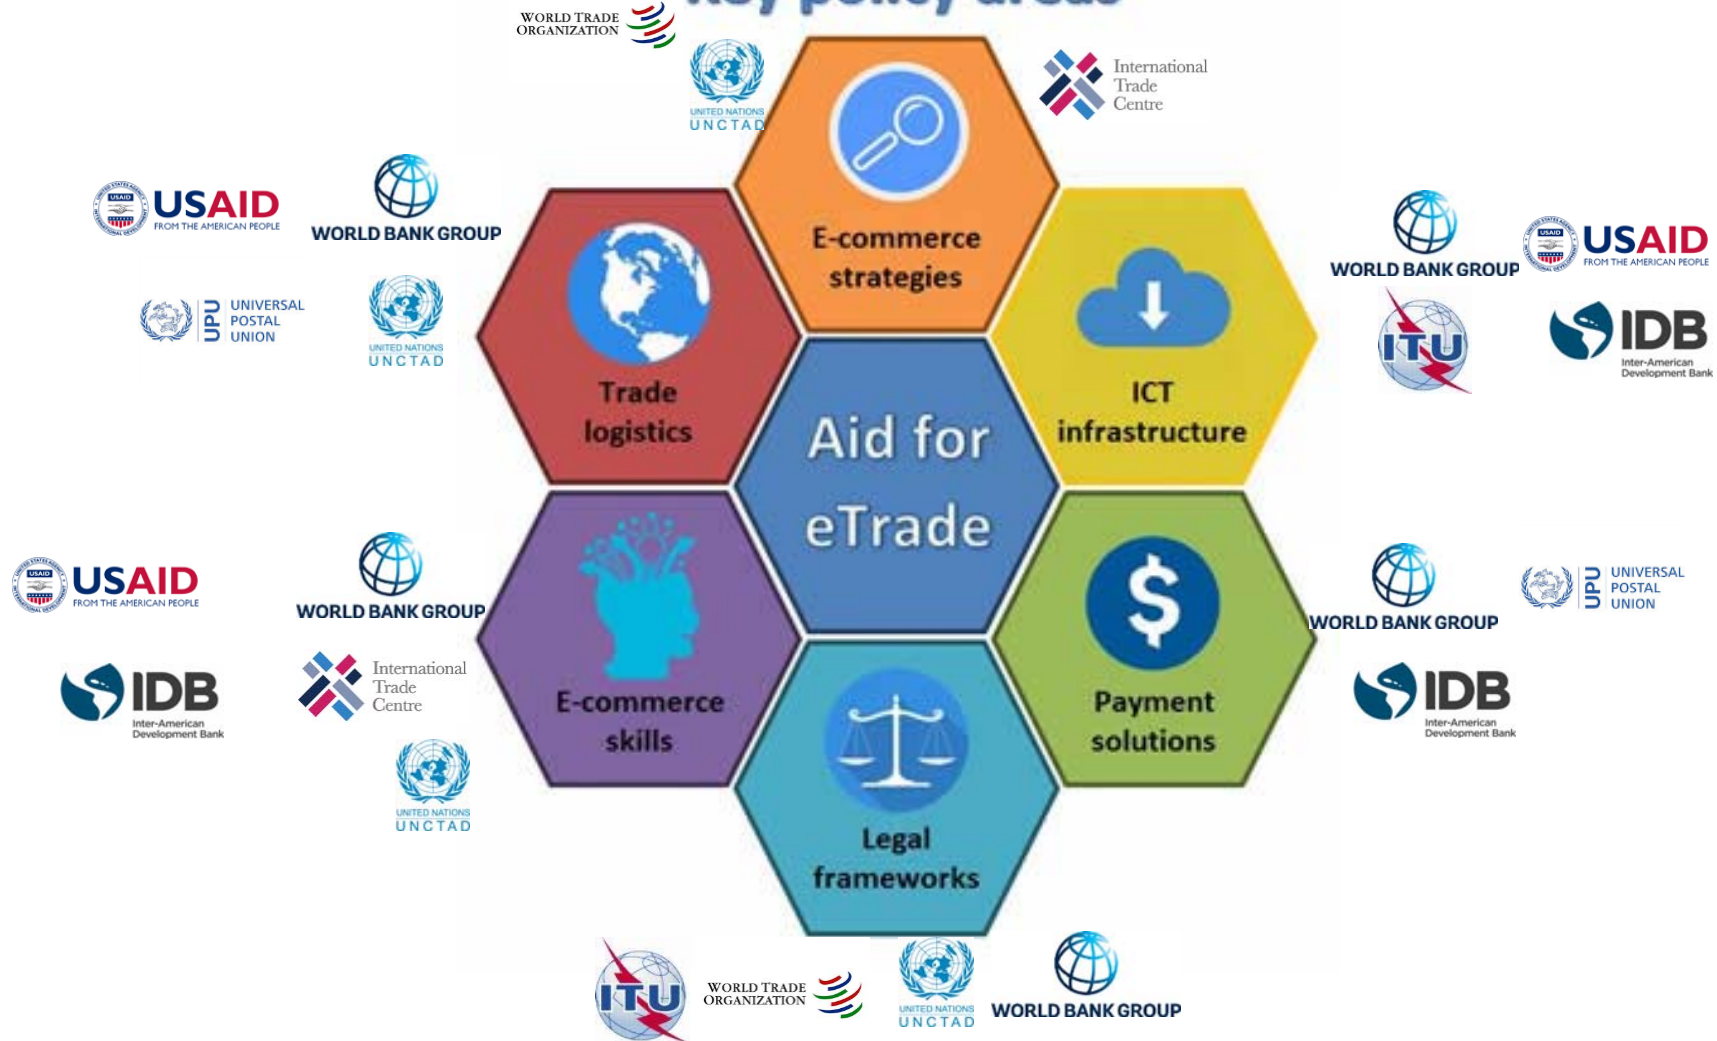 Key policy areas
WORLD TRADE
ORGANIZATION
UNITED NATIONS
UNCTAD
International
Trade
Centre
E-commerce
strategies
USAID
FROM THE AMERICAN PEOPLE
WORLD BANK GROUP
UPU
UNIVERSAL
POSTAL
UNION
UNITED NATIONS
UNCTAD
Trade
logistics
ICT
infrastructure
WORLD BANK GROUP
USAID
FROM THE AMERICAN PEOPLE
ITU
IDB
Inter-American
Development Bank
Aid for
eTrade
USAID
FROM THE AMERICAN PEOPLE
WORLD BANK GROUP
IDB
Inter-American
Development Bank
International
Trade
Centre
UNITED NATIONS
UNCTAD
E-commerce
skills
Payment
solutions
WORLD BANK GROUP
UPU
UNIVERSAL
POSTAL
UNION
IDB
Inter-American
Development Bank
Legal
frameworks
ITU
WORLD TRADE
ORGANIZATION
UNITED NATIONS
UNCTAD
WORLD BANK GROUP